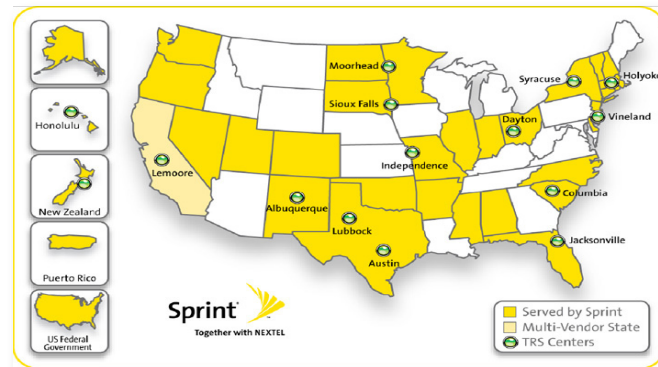 Moorhead
Syracuse
Holyoke
Sioux Falls
Honolulu
Dayton
Vineland
Lemoore
Independence
New Zealand
Albuquerque
Columbia
Lubbock
Jacksonville
Austin
Puerto Rico
Sprint
Together with NEXTEL
Served by Sprint
Multi-Vendor State
TRS Centers
US Federal
Government